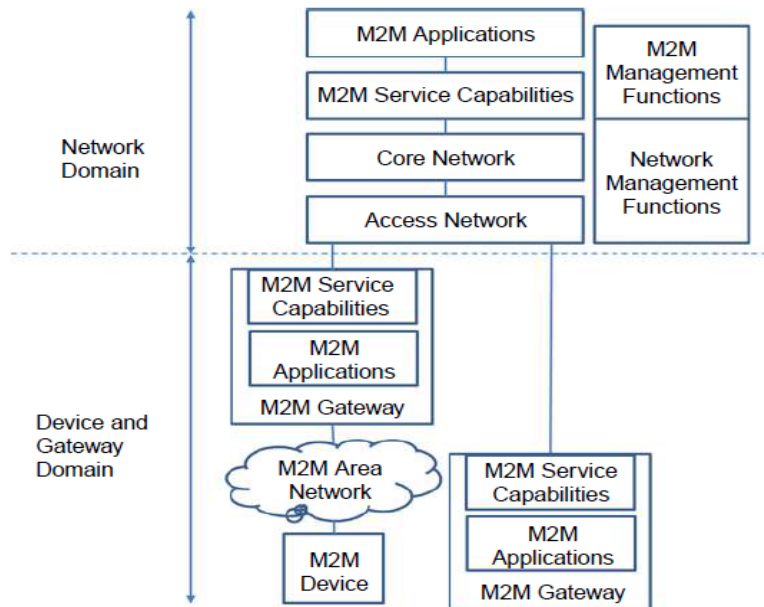 M2M Applications
M2M Service Capabilities
Core Network
Access Network
M2M
Management
Functions
Network
Management
Functions
Network
Domain
M2M Service
Capabilities
M2M
Applications
M2M Gateway
M2M Area
Network
M2M
Device
Device and
Gateway
Domain
M2M Service
Capabilities
M2M
Applications
M2M Gateway